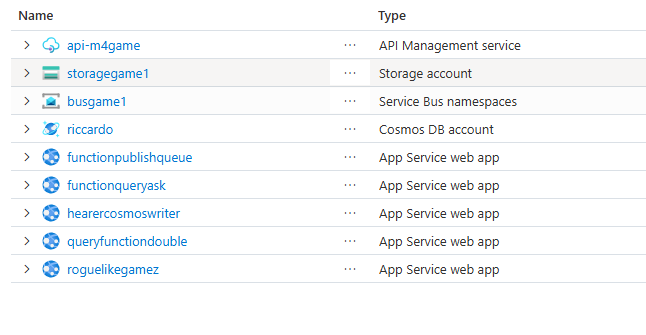 Name Type
api-m4game ... API Management service
storagegame1 ... Storage account
busgame1 ... Service Bus namespaces
riccardo ... Cosmos DB account
functionpublishqueue ... App Service web app
functionqueryask ... App Service web app
hearercosmoswriter ... App Service web app
queryfunctiondouble ... App Service web app
roguelikegamez ... App Service web app